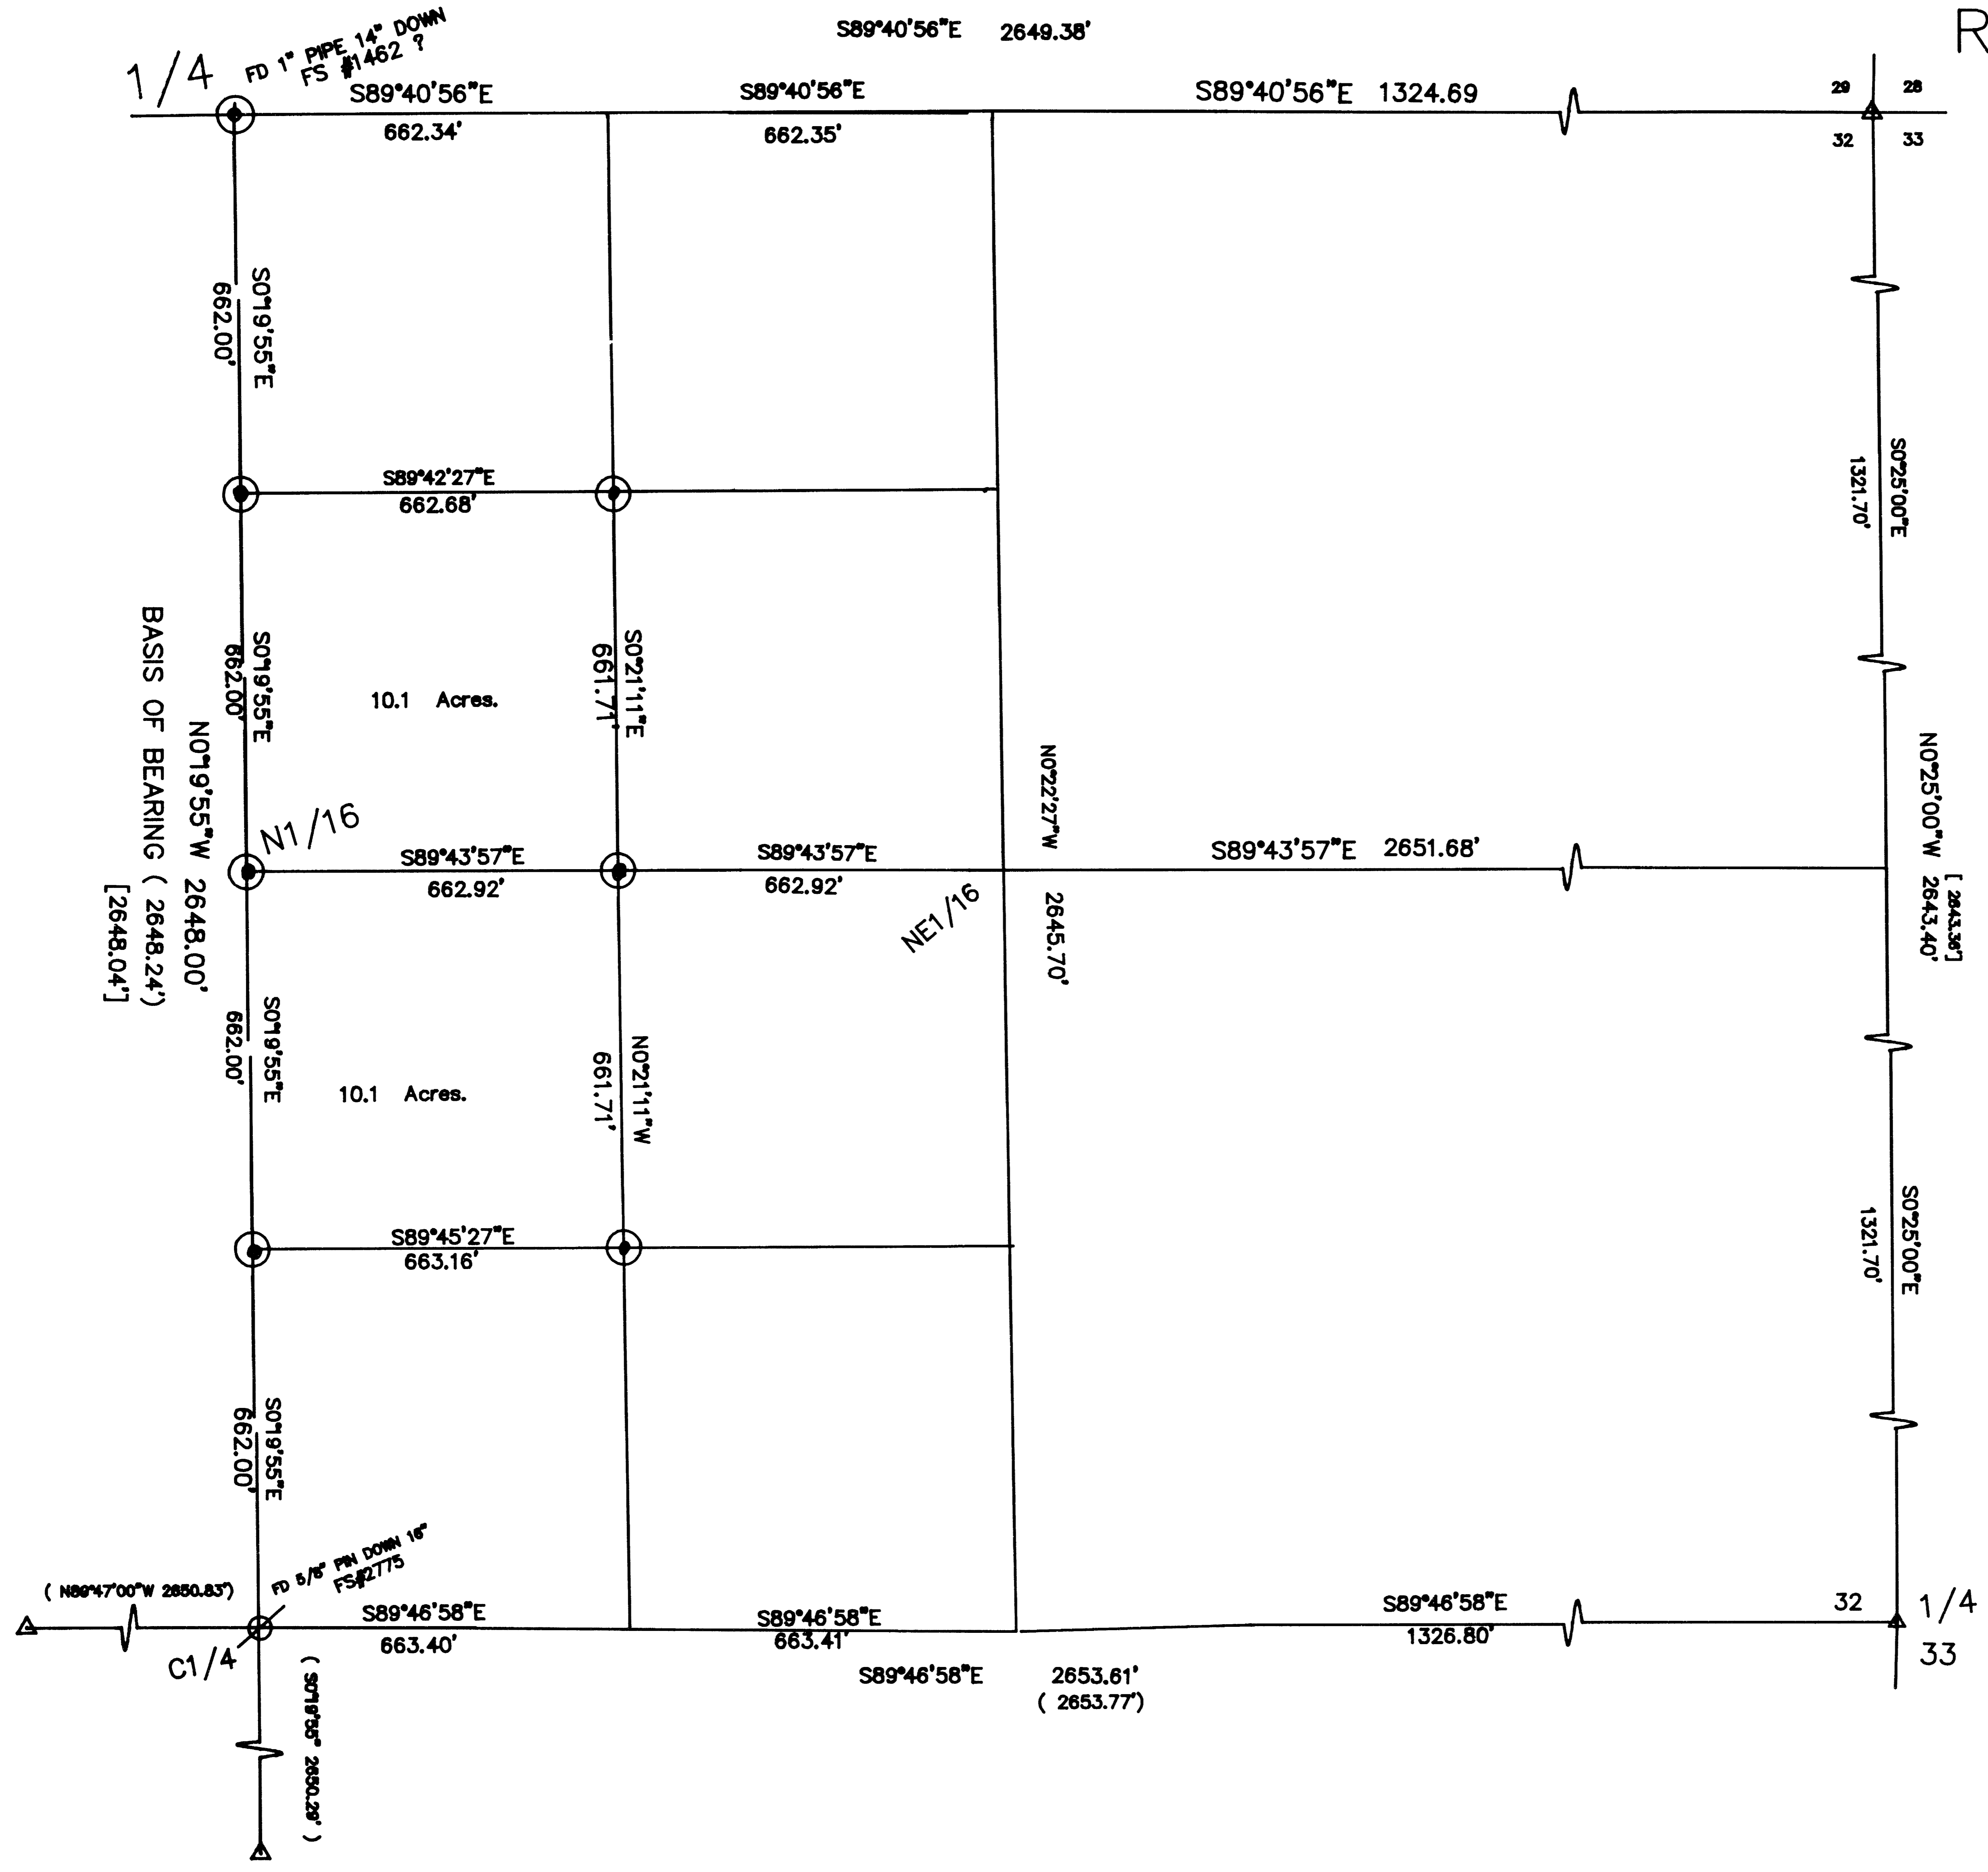 S89°40'56"E 2649.38'
R
1/4
FD 1" PIPE 14" DOWN
FS #1462 ?
S89°40'56"E
662.34'
S89°40'56"E
662.35'
S89°40'56"E 1324.69
29 28
32 33
S0°19'55"E
662.00'
S0°25'00"E
1321.70'
S89°42'27"E
662.68'
S0°19'55"E
662.00'
10.1 Acres.
S0°21'11"E
661.71'
N0°22'27"W 2645.70'
N0°19'55"W 2648.00'
BASIS OF BEARING ( 2648.24')
[2648.04']
N1/16
S89°43'57"E
662.92'
S89°43'57"E
662.92'
NE1/16
S89°43'57"E 2651.68'
N0°25'00"W 2643.40'
[ 2643.36']
S0°19'55"E
662.00'
10.1 Acres.
N0°21'11"W
661.71'
S89°45'27"E
663.16'
S0°25'00"E
1321.70'
S0°19'55"E
662.00'
FD 5/8" PIN DOWN 16"
FS#2775
( N89°47'00"W 2650.83')
C1/4
S89°46'58"E
663.40'
S89°46'58"E
663.41'
S89°46'58"E
1326.80'
32
1/4
33
S89°46'58"E 2653.61'
( 2653.77')
( S0°19'55" 2650.29' )